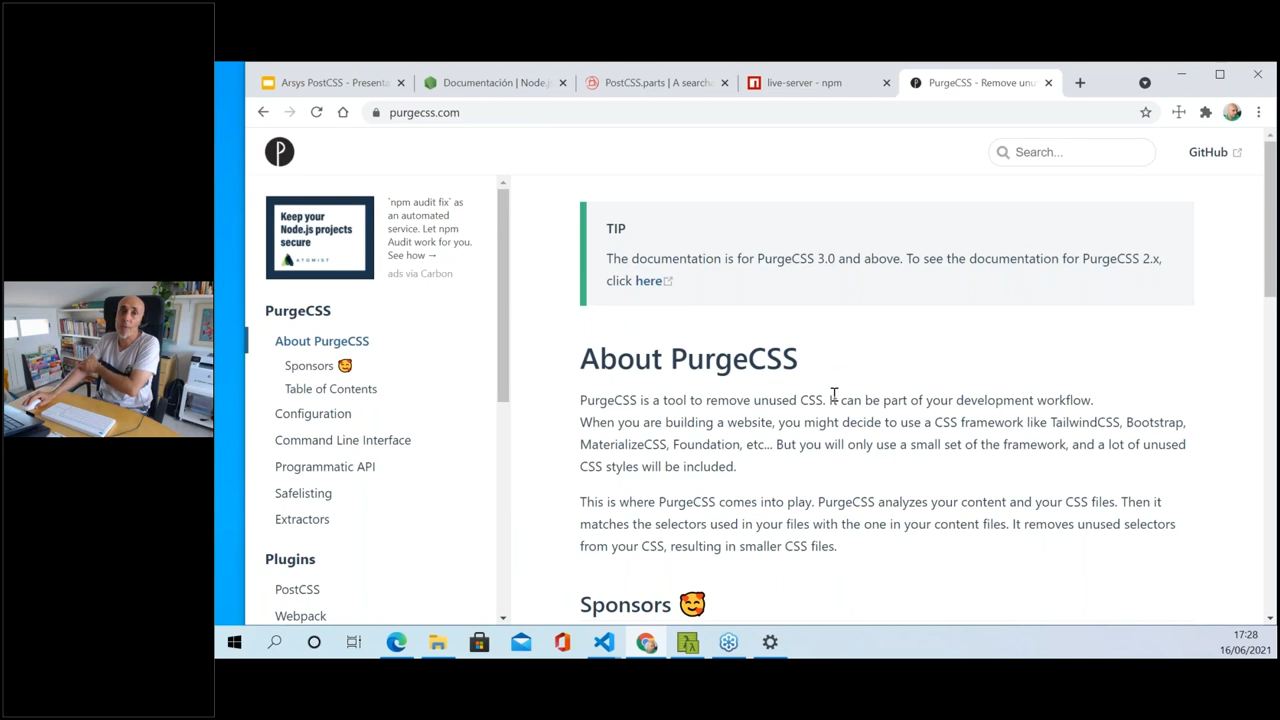 Arsys PostCSS - Presenta
Documentación | Node.j
PostCSS.parts | A search
live-server - npm
PurgeCSS - Remove unu
purgecss.com
Search...
GitHub
Keep your
Node.js projects
secure
ATOMIST
`npm audit fix` as
an automated
service. Let npm
Audit work for you.
See how →
ads via Carbon
PurgeCSS
About PurgeCSS
Sponsors 🥰
Table of Contents
Configuration
Command Line Interface
Programmatic API
Safelisting
Extractors
Plugins
PostCSS
Webpack
TIP
The documentation is for PurgeCSS 3.0 and above. To see the documentation for PurgeCSS 2.x,
click here
About PurgeCSS
PurgeCSS is a tool to remove unused CSS. It can be part of your development workflow.
When you are building a website, you might decide to use a CSS framework like TailwindCSS, Bootstrap,
MaterializeCSS, Foundation, etc... But you will only use a small set of the framework, and a lot of unused
CSS styles will be included.
This is where PurgeCSS comes into play. PurgeCSS analyzes your content and your CSS files. Then it
matches the selectors used in your files with the one in your content files. It removes unused selectors
from your CSS, resulting in smaller CSS files.
Sponsors 🥰
17:28
16/06/2021